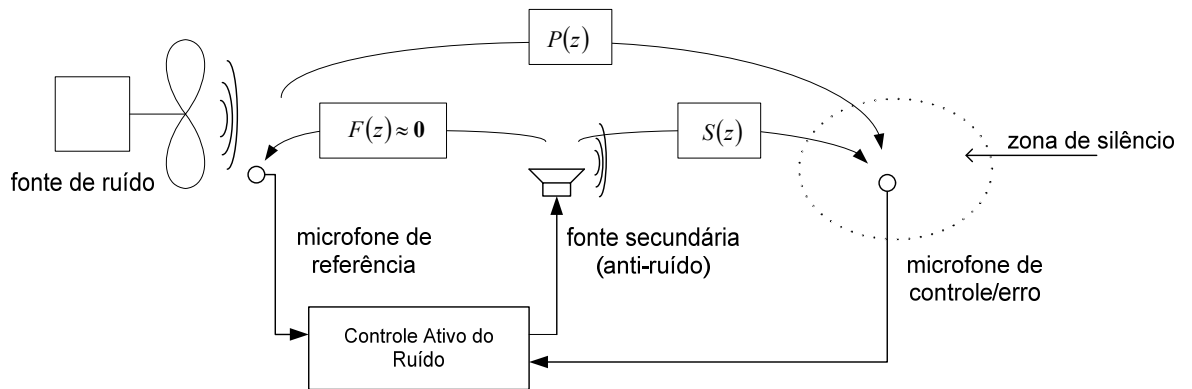 P(z)
F(z) ≈ 0
S(z)
zona de silêncio
fonte de ruído
microfone de
referência
fonte secundária
(anti-ruído)
microfone de
controle/erro
Controle Ativo do
Ruído